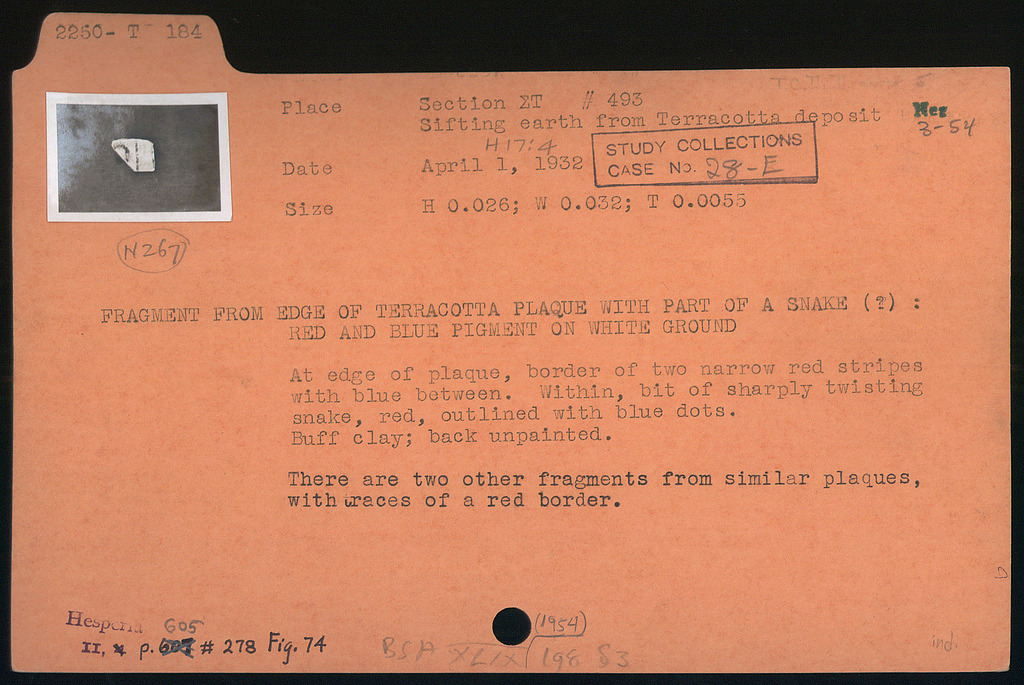 2250- T 184
Place Section ΣΤ # 493
Sifting earth from Terracotta deposit
Neg
3-54
H17:4
Date April 1, 1932
STUDY COLLECTIONS
CASE No. 28-E
Size H 0.026; W 0.032; T 0.0055
N267
FRAGMENT FROM EDGE OF TERRACOTTA PLAQUE WITH PART OF A SNAKE (?) :
RED AND BLUE PIGMENT ON WHITE GROUND
At edge of plaque, border of two narrow red stripes
with blue between. Within, bit of sharply twisting
snake, red, outlined with blue dots.
Buff clay; back unpainted.
There are two other fragments from similar plaques,
with traces of a red border.
Hesperia 605
II, p. # 278 Fig. 74
(1954)
BSA XLIX 198 S3
ind.